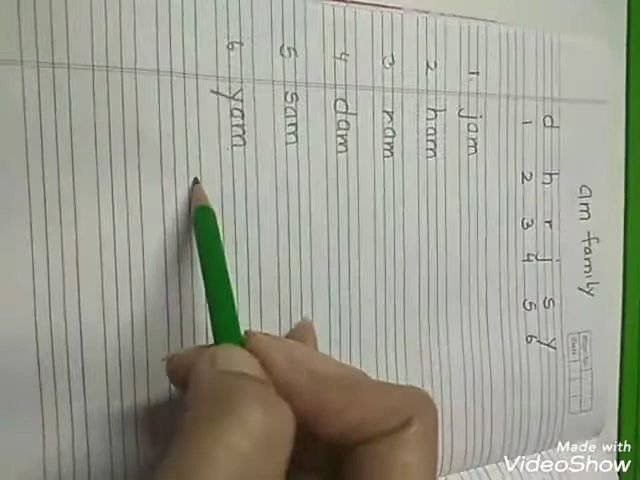 am family
d h r j s y
1 2 3 4 5 6
1. jam
2 ham
3 ram
4 dam
5 sam
6 yam
Made with
VideoShow